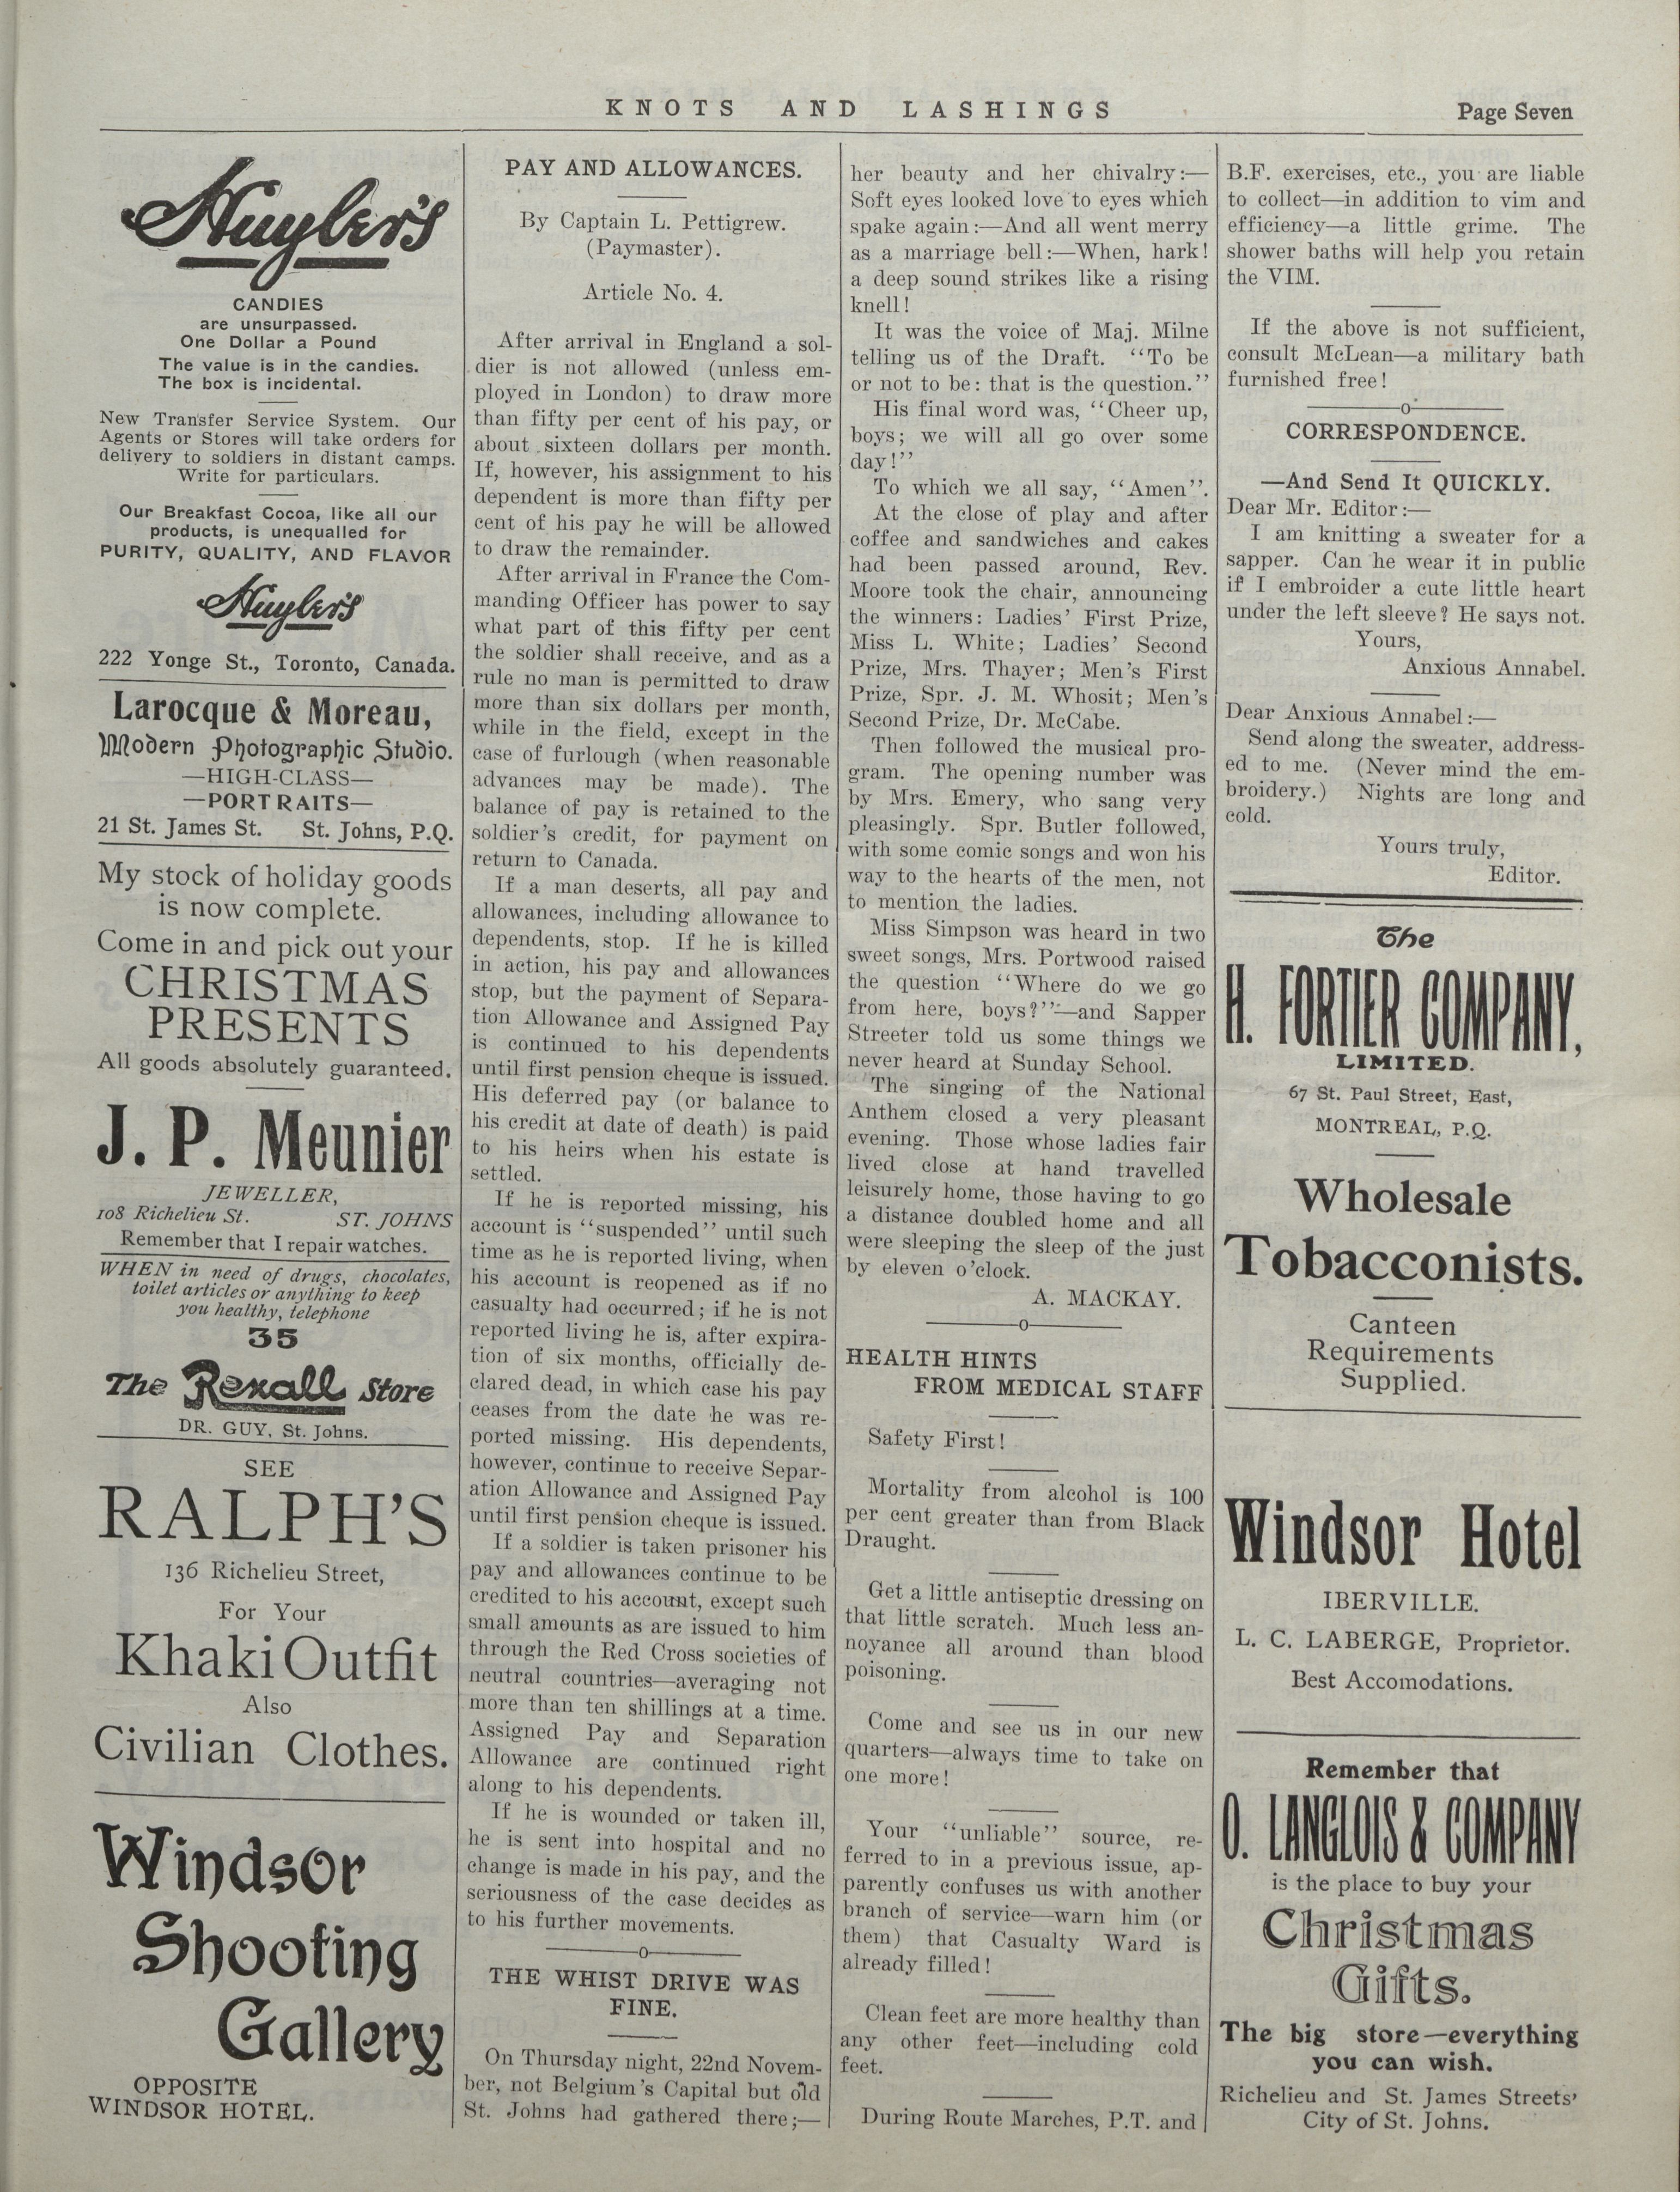 KNOTS AND LASHINGS
Page Seven
Huyler's
CANDIES
are unsurpassed.
One Dollar a Pound
The value is in the candies.
The box is incidental.
New Transfer Service System. Our
Agents or Stores will take orders for
delivery to soldiers in distant camps.
Write for particulars.
Our Breakfast Cocoa, like all our
products, is unequalled for
PURITY, QUALITY, AND FLAVOR
Huyler's
222 Yonge St., Toronto, Canada.
Larocque & Moreau,
Modern Photographic Studio.
—HIGH-CLASS—
—PORTRAITS—
21 St. James St. St. Johns, P.Q.
My stock of holiday goods
is now complete.
Come in and pick out your
CHRISTMAS
PRESENTS
All goods absolutely guaranteed.
J. P. Meunier
JEWELLER,
108 Richelieu St. ST. JOHNS
Remember that I repair watches.
WHEN in need of drugs, chocolates,
toilet articles or anything to keep
you healthy, telephone
35
The Rexall Store
DR. GUY, St. Johns.
SEE
RALPH'S
136 Richelieu Street,
For Your
Khaki Outfit
Also
Civilian Clothes.
Windsor
Shooting
Gallery
OPPOSITE
WINDSOR HOTEL.
PAY AND ALLOWANCES.
By Captain L. Pettigrew.
(Paymaster).
Article No. 4.
After arrival in England a sol-
dier is not allowed (unless em-
ployed in London) to draw more
than fifty per cent of his pay, or
about sixteen dollars per month.
If, however, his assignment to his
dependent is more than fifty per
cent of his pay he will be allowed
to draw the remainder.
After arrival in France the Com-
manding Officer has power to say
what part of this fifty per cent
the soldier shall receive, and as a
rule no man is permitted to draw
more than six dollars per month,
while in the field, except in the
case of furlough (when reasonable
advances may be made). The
balance of pay is retained to the
soldier's credit, for payment on
return to Canada.
If a man deserts, all pay and
allowances, including allowance to
dependents, stop. If he is killed
in action, his pay and allowances
stop, but the payment of Separa-
tion Allowance and Assigned Pay
is continued to his dependents
until first pension cheque is issued.
His deferred pay (or balance to
his credit at date of death) is paid
to his heirs when his estate is
settled.
If he is reported missing, his
account is "suspended" until such
time as he is reported living, when
his account is reopened as if no
casualty had occurred; if he is not
reported living he is, after expira-
tion of six months, officially de-
clared dead, in which case his pay
ceases from the date he was re-
ported missing. His dependents,
however, continue to receive Separ-
ation Allowance and Assigned Pay
until first pension cheque is issued.
If a soldier is taken prisoner his
pay and allowances continue to be
credited to his account, except such
small amounts as are issued to him
through the Red Cross societies of
neutral countries—averaging not
more than ten shillings at a time.
Assigned Pay and Separation
Allowance are continued right
along to his dependents.
If he is wounded or taken ill,
he is sent into hospital and no
change is made in his pay, and the
seriousness of the case decides as
to his further movements.
o
THE WHIST DRIVE WAS
FINE.
On Thursday night, 22nd Novem-
ber, not Belgium's Capital but old
St. Johns had gathered there;—
her beauty and her chivalry:—
Soft eyes looked love to eyes which
spake again:—And all went merry
as a marriage bell:—When, hark!
a deep sound strikes like a rising
knell!
It was the voice of Maj. Milne
telling us of the Draft. "To be
or not to be: that is the question."
His final word was, "Cheer up,
boys; we will all go over some
day!"
To which we all say, "Amen".
At the close of play and after
coffee and sandwiches and cakes
had been passed around, Rev.
Moore took the chair, announcing
the winners: Ladies' First Prize,
Miss L. White; Ladies' Second
Prize, Mrs. Thayer; Men's First
Prize, Spr. J. M. Whosit; Men's
Second Prize, Dr. McCabe.
Then followed the musical pro-
gram. The opening number was
by Mrs. Emery, who sang very
pleasingly. Spr. Butler followed,
with some comic songs and won his
way to the hearts of the men, not
to mention the ladies.
Miss Simpson was heard in two
sweet songs, Mrs. Portwood raised
the question "Where do we go
from here, boys?"—and Sapper
Streeter told us some things we
never heard at Sunday School.
The singing of the National
Anthem closed a very pleasant
evening. Those whose ladies fair
lived close at hand travelled
leisurely home, those having to go
a distance doubled home and all
were sleeping the sleep of the just
by eleven o'clock.
A. MACKAY.
o
HEALTH HINTS
FROM MEDICAL STAFF
Safety First!
Mortality from alcohol is 100
per cent greater than from Black
Draught.
Get a little antiseptic dressing on
that little scratch. Much less an-
noyance all around than blood
poisoning.
Come and see us in our new
quarters—always time to take on
one more!
Your "unliable" source, re-
ferred to in a previous issue, ap-
parently confuses us with another
branch of service—warn him (or
them) that Casualty Ward is
already filled!
Clean feet are more healthy than
any other feet—including cold
feet.
During Route Marches, P.T. and
B.F. exercises, etc., you are liable
to collect—in addition to vim and
efficiency—a little grime. The
shower baths will help you retain
the VIM.
If the above is not sufficient,
consult McLean—a military bath
furnished free!
o
CORRESPONDENCE.
—And Send It QUICKLY.
Dear Mr. Editor:—
I am knitting a sweater for a
sapper. Can he wear it in public
if I embroider a cute little heart
under the left sleeve? He says not.
Yours,
Anxious Annabel.
Dear Anxious Annabel:—
Send along the sweater, address-
ed to me. (Never mind the em-
broidery.) Nights are long and
cold.
Yours truly,
Editor.
The
H. FORTIER COMPANY,
LIMITED.
67 St. Paul Street, East,
MONTREAL, P.Q.
Wholesale
Tobacconists.
Canteen
Requirements
Supplied.
Windsor Hotel
IBERVILLE.
L. C. LABERGE, Proprietor.
Best Accomodations.
Remember that
O. LANGLOIS & COMPANY
is the place to buy your
Christmas
Gifts.
The big store—everything
you can wish.
Richelieu and St. James Streets'
City of St. Johns.